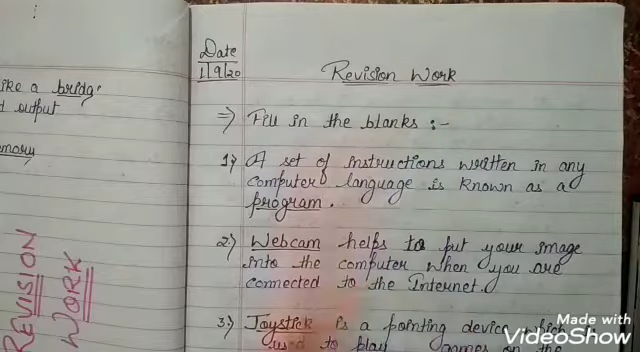 ike a bridge
d output
mory
REVISION
WORK
Date
1/9/20
Revision Work
=> Fill in the blanks :-
1) A set of instructions written in any
computer language is known as a
program.
2) Webcam helps to put your image
into the computer when you are
connected to the Internet.
3) Joystick is a pointing device which is
used to play games on the
Made with
VideoShow